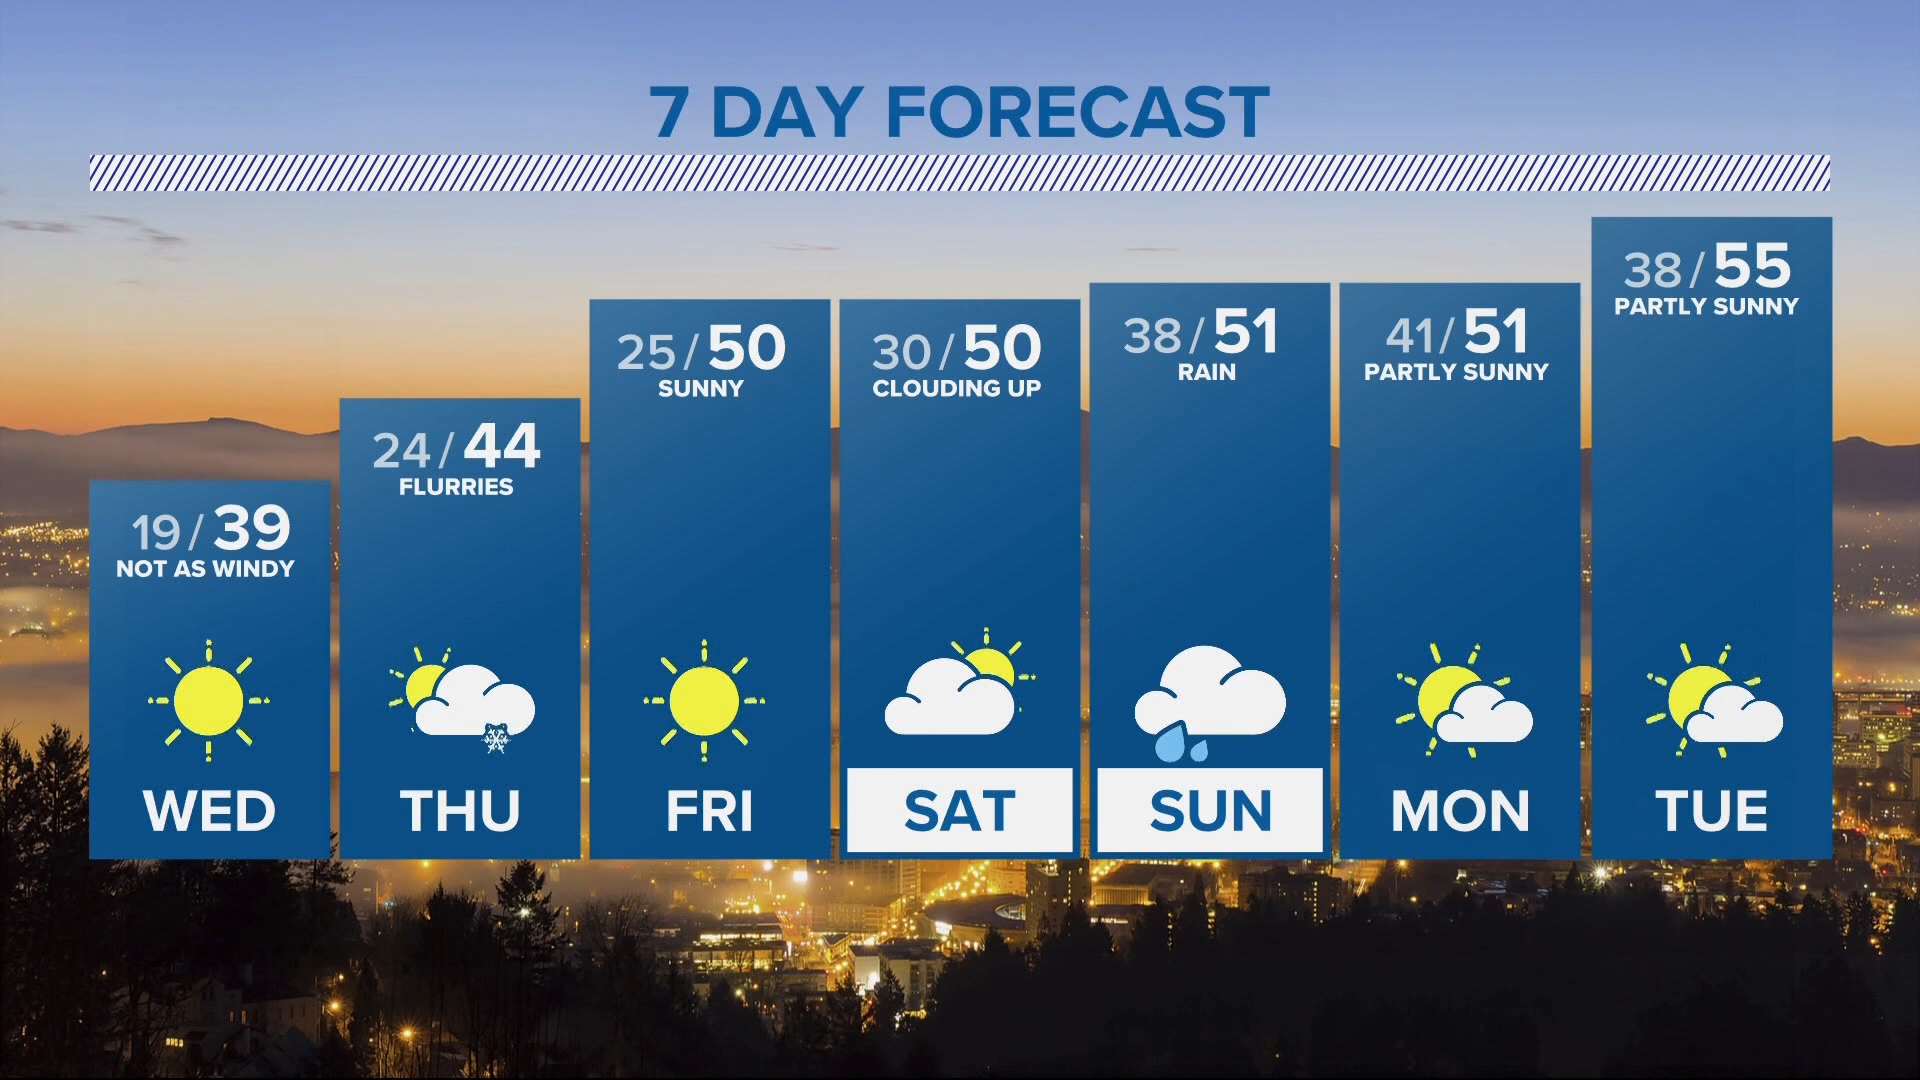 7 DAY FORECAST
19/39
NOT AS WINDY
WED
24/44
FLURRIES
THU
25/50
SUNNY
FRI
30/50
CLOUDING UP
SAT
38/51
RAIN
SUN
41/51
PARTLY SUNNY
MON
38/55
PARTLY SUNNY
TUE